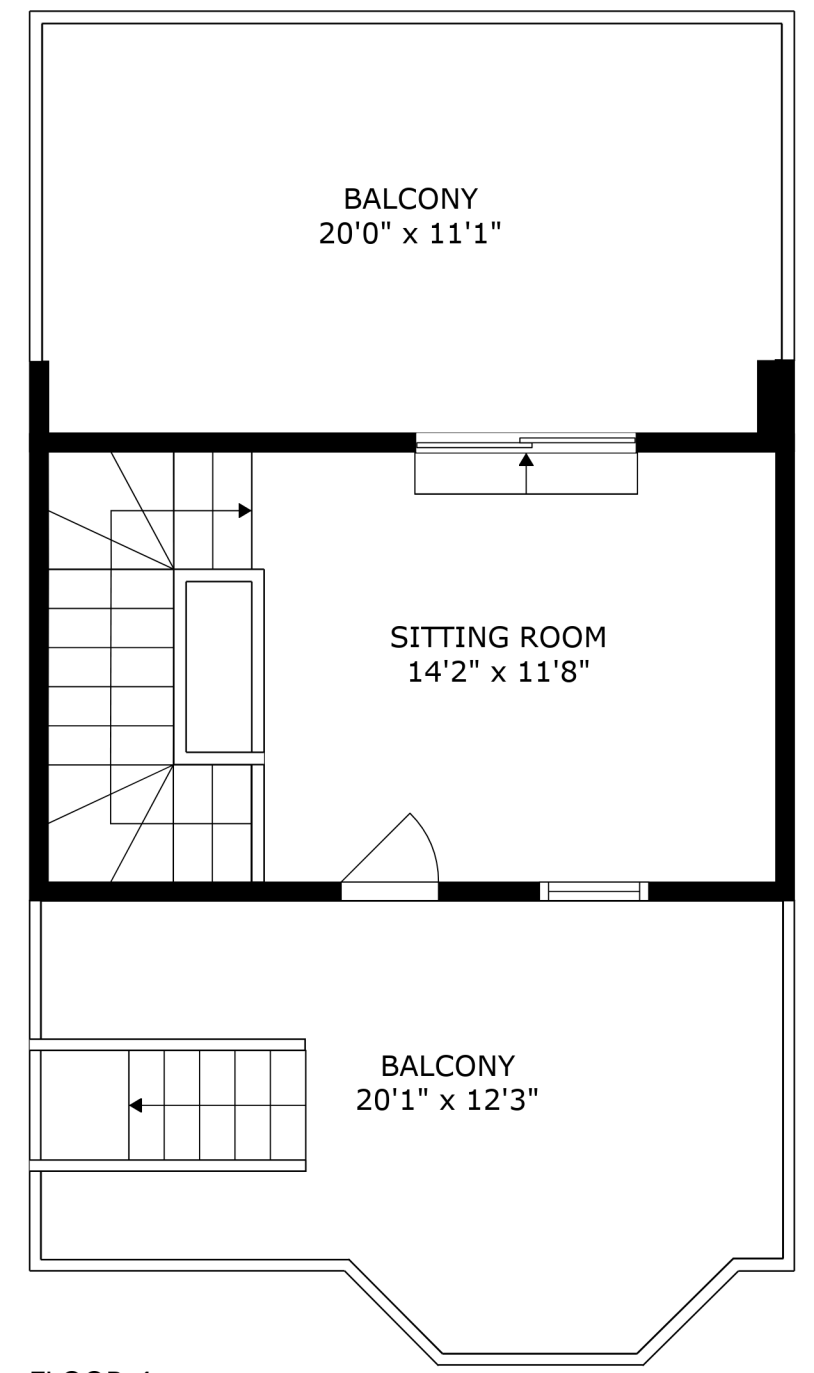 BALCONY
20'0" x 11'1"
SITTING ROOM
14'2" x 11'8"
BALCONY
20'1" x 12'3"